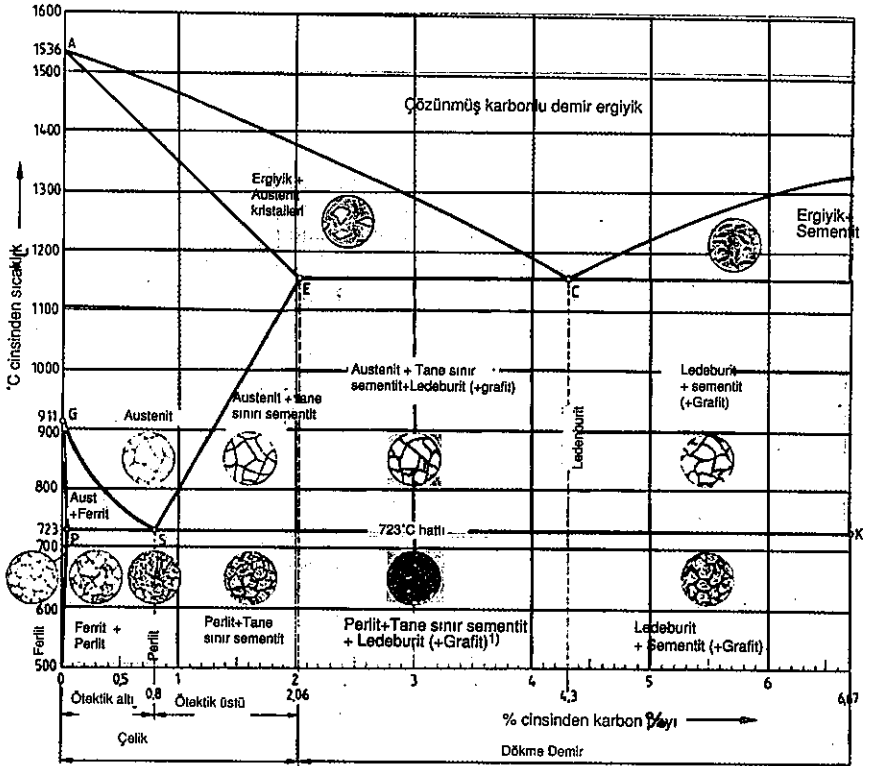 1600
1536
A
1500
Çözünmüş karbonlu demir ergiyik
1400
°C cinsinden sıcaklık
Ergiyik +
Austenit
kristalleri
1300
Ergiyik+
Sementit
1200
E
C
1100
1000
Austenit + Tane sınır
sementit+Ledeburit (+grafit)
Ledeburit
+ sementit
(+Grafit)
911
G
Austenit
Austenit + tane
sınırı sementit
900
Ledenburit
800
Aust
+Ferrit
723
723°C hattı
P
S
K
700
600
Ferlit
Ferrit +
Perlit
Perlit
Perlit+Tane
sınır sementit
Perlit+Tane sınır sementit
+ Ledeburit (+Grafit)1)
Ledeburit
+ Sementit (+Grafit)
500
0
0,5
0,8
1
2
2,06
3
4
4,3
5
6
6,67
Ötektik altı
Ötektik üstü
% cinsinden karbon
Çelik
Dökme Demir